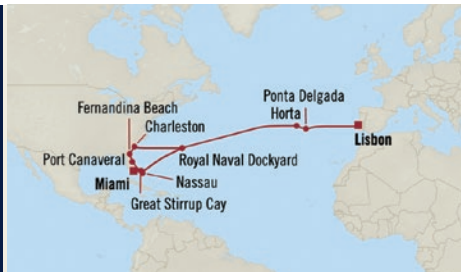 Ponta Delgada
Fernandina Beach
Horta
Charleston
Lisbon
Port Canaveral
Royal Naval Dockyard
Miami
Nassau
Great Stirrup Cay